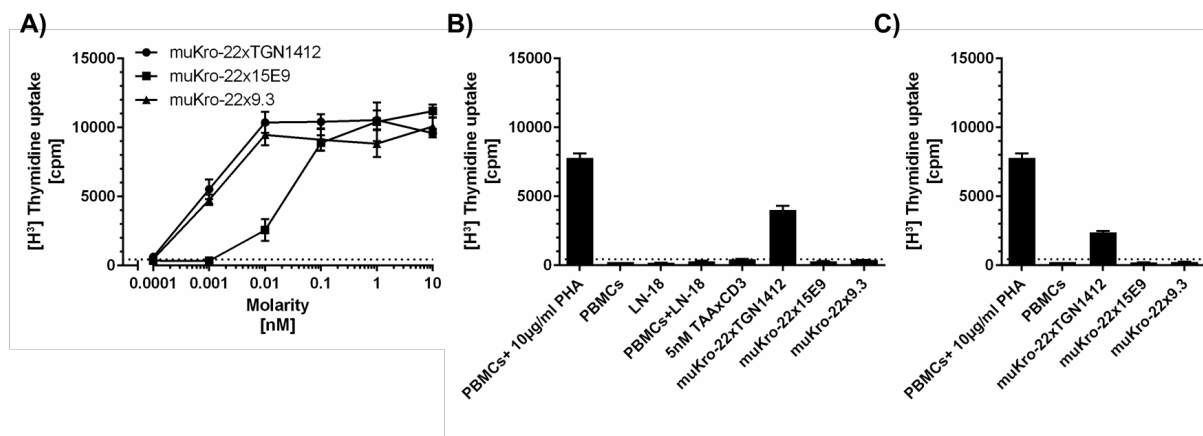 A)
15000
10000
5000
0
[H³] Thymidine uptake
[cpm]
muKro-22xTGN1412
muKro-22x15E9
muKro-22x9.3
0.0001 0.001 0.01 0.1 1 10
Molarity
[nM]
B)
15000
10000
5000
0
[H³] Thymidine uptake
[cpm]
PBMCs+ 10µg/ml PHA
PBMCs
LN-18
PBMCs+LN-18
5nM TAAxCD3
muKro-22xTGN1412
muKro-22x15E9
muKro-22x9.3
C)
15000
10000
5000
0
[H³] Thymidine uptake
[cpm]
PBMCs+ 10µg/ml PHA
PBMCs
muKro-22xTGN1412
muKro-22x15E9
muKro-22x9.3